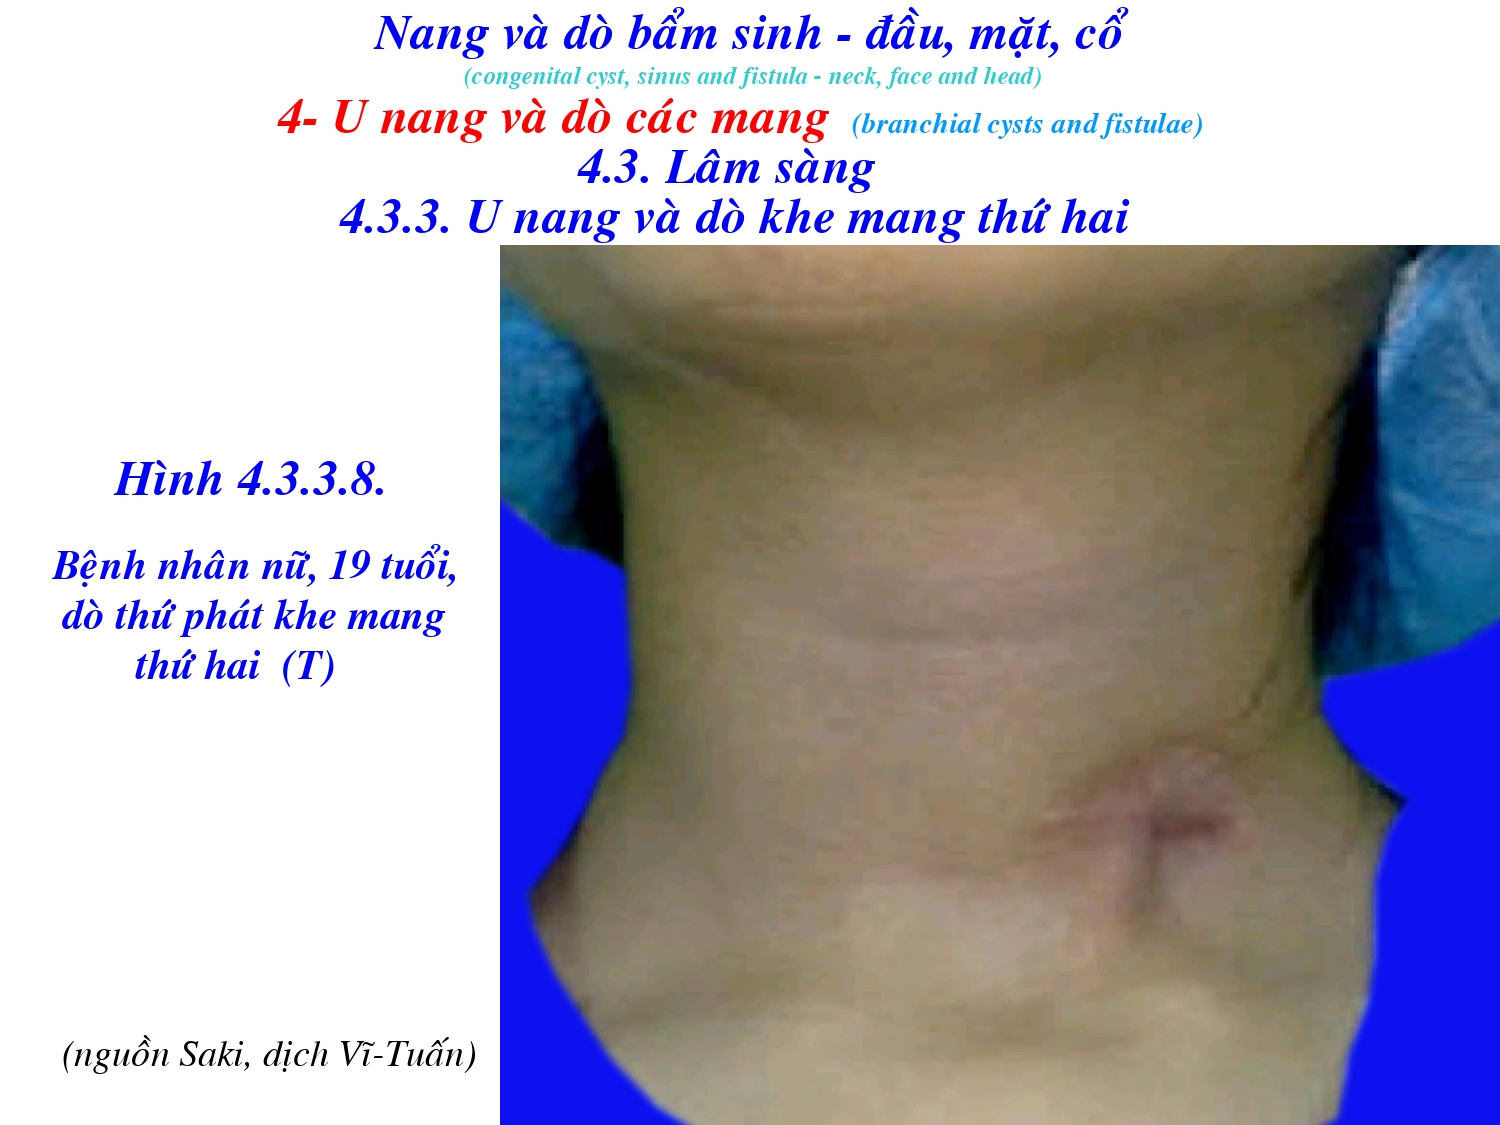 Nang và dò bẩm sinh - đầu, mặt, cổ
(congenital cyst, sinus and fistula - neck, face and head)
4- U nang và dò các mang (branchial cysts and fistulae)
4.3. Lâm sàng
4.3.3. U nang và dò khe mang thứ hai
Hình 4.3.3.8.
Bệnh nhân nữ, 19 tuổi,
dò thứ phát khe mang
thứ hai (T)
(nguồn Saki, dịch Vĩ-Tuấn)